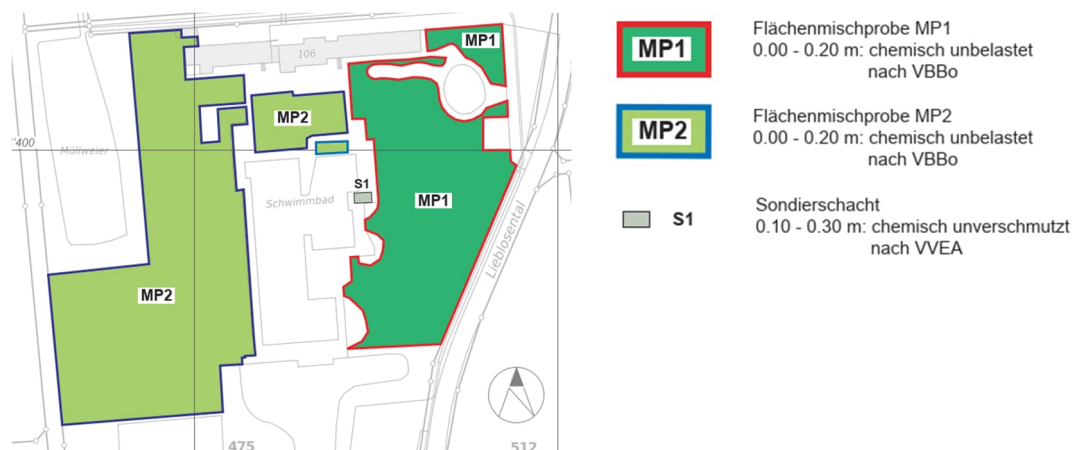 MP1
106
MP2
'400
Müliweier
S1
Schwimmbad
MP1
Lieblosental
MP2
475
512
MP1
Flächenmischprobe MP1
0.00 - 0.20 m: chemisch unbelastet
nach VBBo
MP2
Flächenmischprobe MP2
0.00 - 0.20 m: chemisch unbelastet
nach VBBo
S1
Sondierschacht
0.10 - 0.30 m: chemisch unverschmutzt
nach VVEA